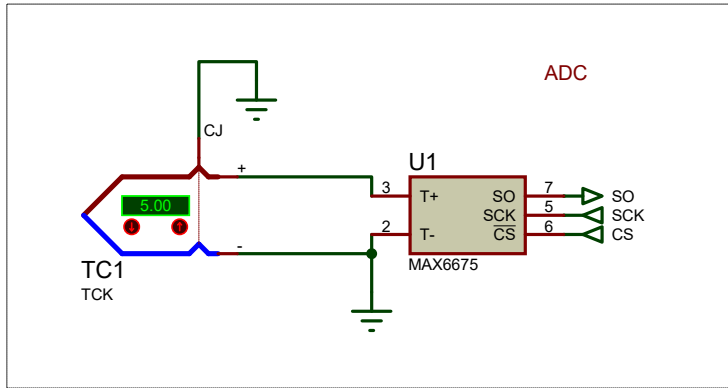 ADC
CJ
+
-
5.00
TC1
TCK
U1
3 T+ SO 7 SO
SCK 5 SCK
2 T- CS 6 CS
MAX6675